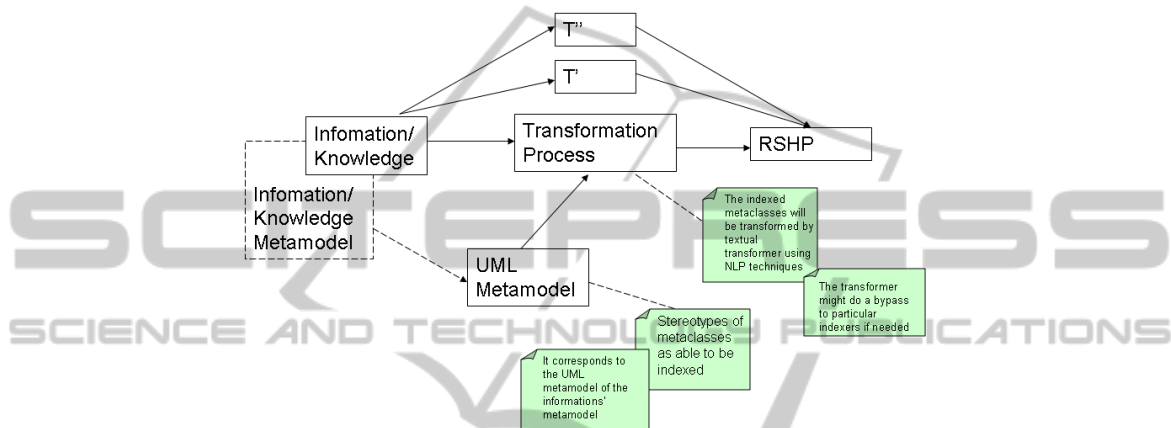 T''
T'
Infomation/
Knowledge
Transformation
Process
RSHP
Infomation/
Knowledge
Metamodel
UML
Metamodel
The indexed
metaclasses will
be transformed by
textual
transformer using
NLP techniques
The transformer
might do a bypass
to particular
indexers if needed
Stereotypes of
metaclasses
as able to be
indexed
It corresponds to
the UML
metamodel of the
informations'
metamodel
SCITEPRESS
SCIENCE AND TECHNOLOGY PUBLICATIONS